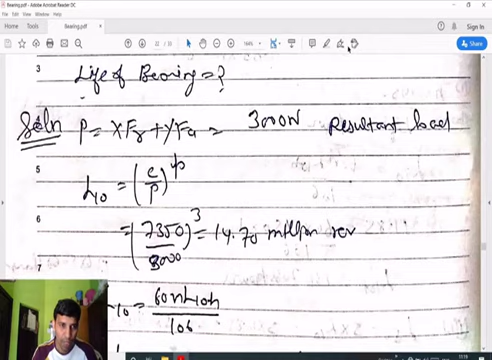 Bearing.pdf - Adobe Acrobat Reader DC
File Edit View Sign Window Help
Home Tools Bearing.pdf × Sign In
3 Life of Bearing = ?
Soln P = XFr + YFa = 3000N Resultant load
5 L10 = (C/P)^p
6 = (7350/3000)^3 = 14.70 million rev
7
L10 = 60nL10h/10^6